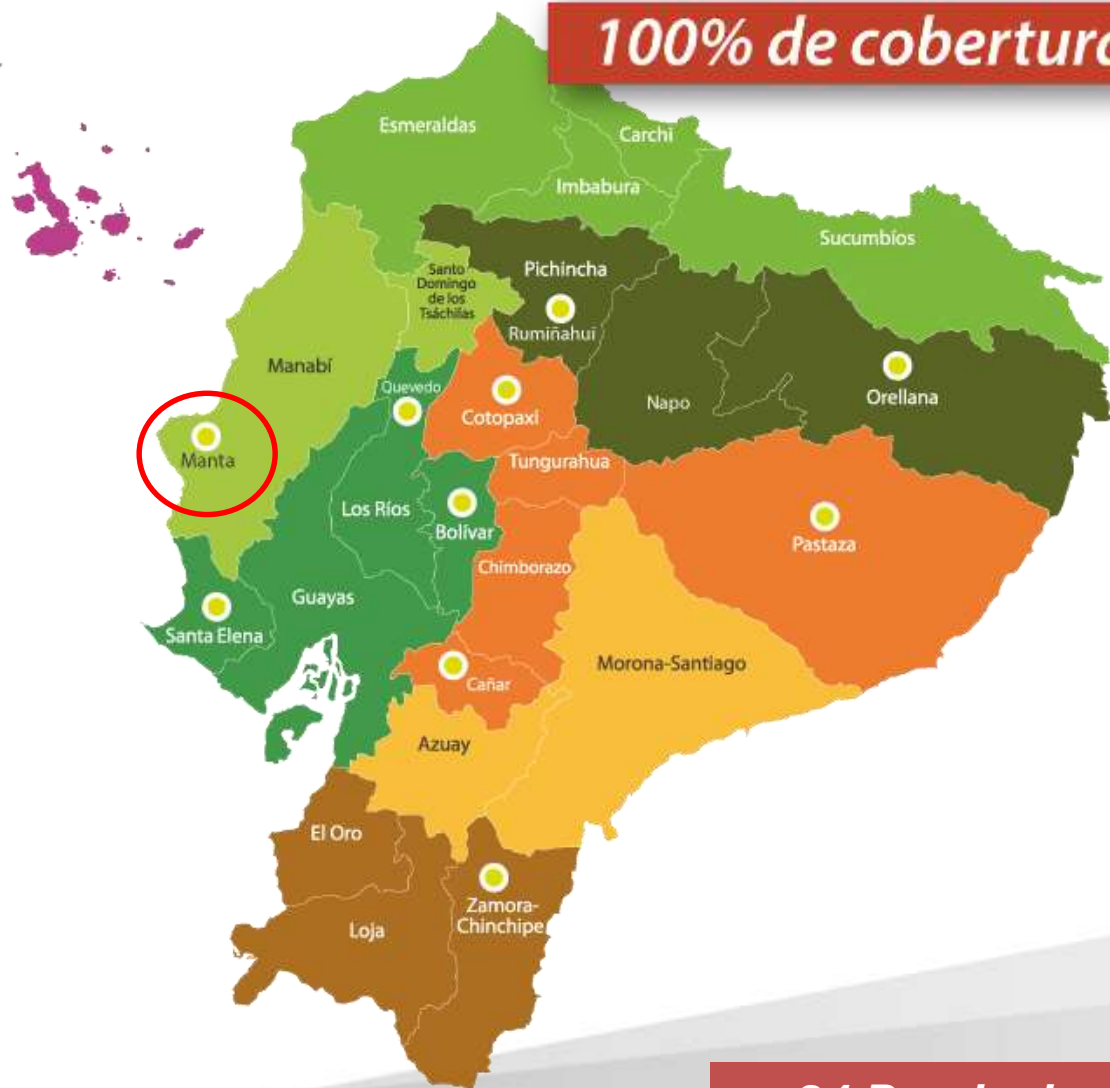 100% de cobertura
Esmeraldas
Carchi
Imbabura
Sucumbíos
Santo
Domingo
de los
Tsáchilas
Pichincha
Rumiñahui
Manabí
Quevedo
Cotopaxi
Napo
Orellana
Manta
Tungurahua
Los Ríos
Bolívar
Pastaza
Chimborazo
Guayas
Santa Elena
Morona-Santiago
Cañar
Azuay
El Oro
Zamora-
Chinchipe
Loja